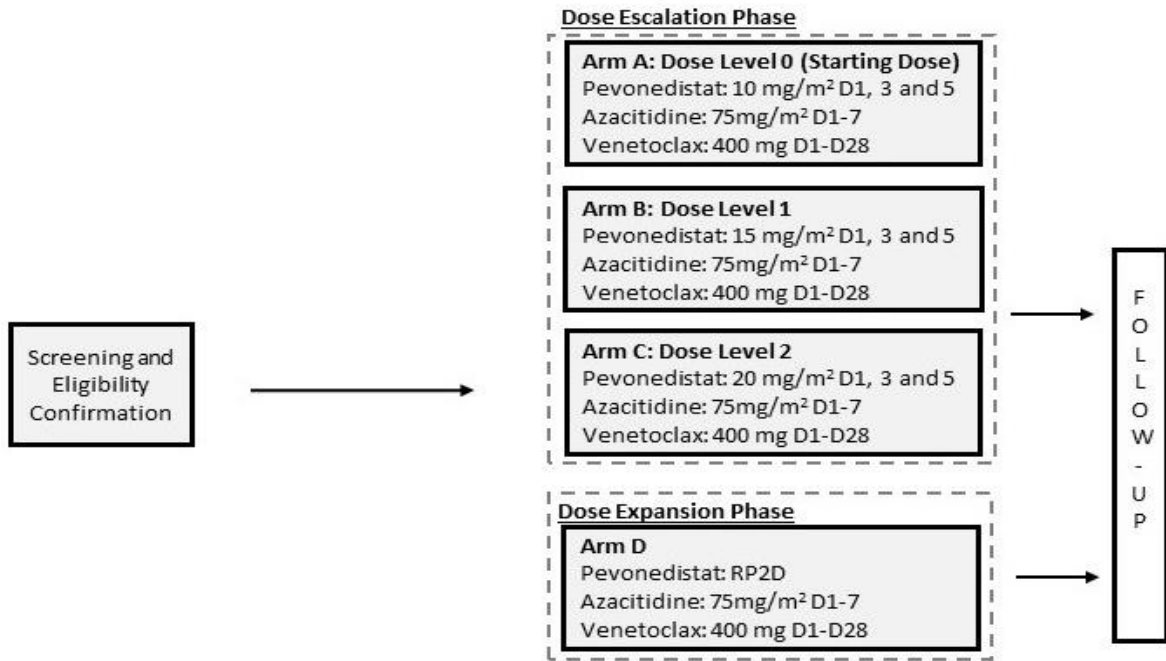 Dose Escalation Phase
Arm A: Dose Level 0 (Starting Dose)
Pevonedistat: 10 mg/m² D1, 3 and 5
Azacitidine: 75mg/m² D1-7
Venetoclax: 400 mg D1-D28
Arm B: Dose Level 1
Pevonedistat: 15 mg/m² D1, 3 and 5
Azacitidine: 75mg/m² D1-7
Venetoclax: 400 mg D1-D28
Arm C: Dose Level 2
Pevonedistat: 20 mg/m² D1, 3 and 5
Azacitidine: 75mg/m² D1-7
Venetoclax: 400 mg D1-D28
Screening and
Eligibility
Confirmation
Dose Expansion Phase
Arm D
Pevonedistat: RP2D
Azacitidine: 75mg/m² D1-7
Venetoclax: 400 mg D1-D28
FOLLOW-UP